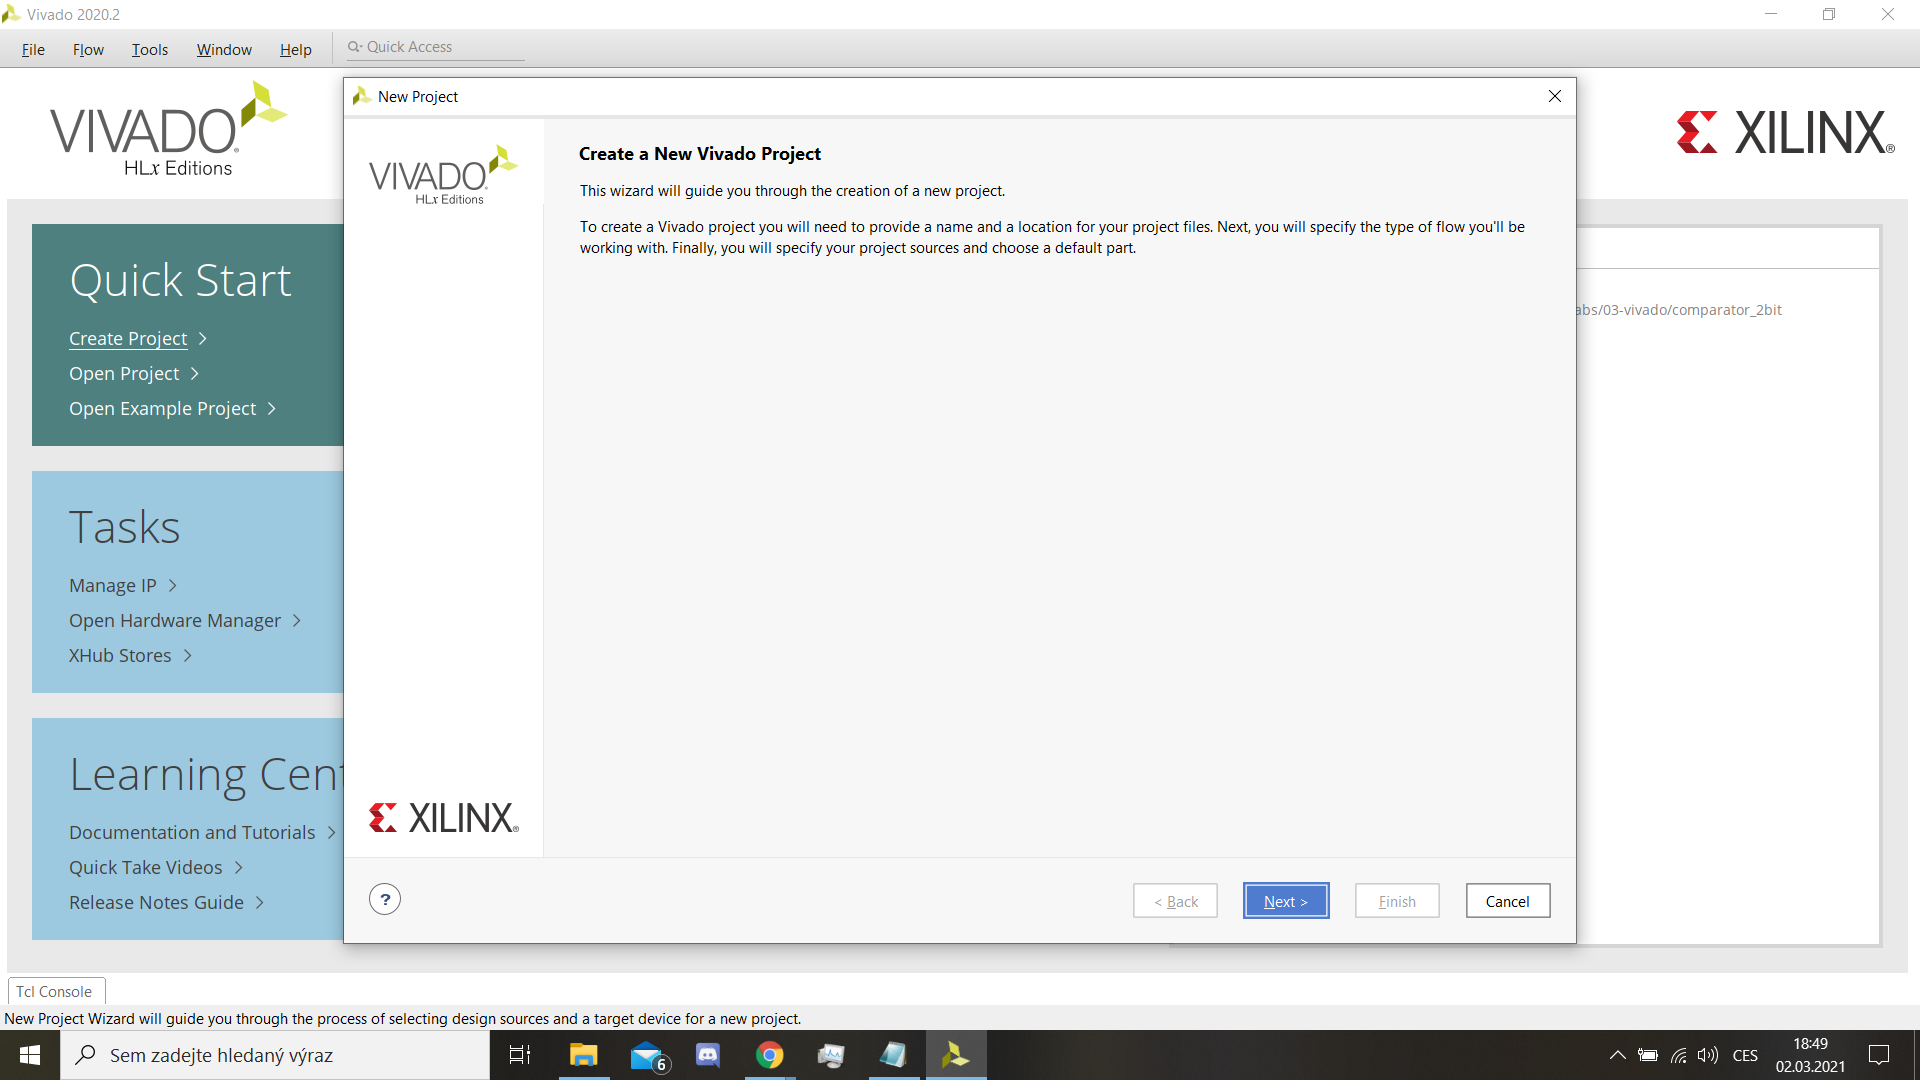 Vivado 2020.2
File Flow Tools Window Help Quick Access
VIVADO.
HLx Editions
XILINX®
Quick Start
Create Project
Open Project
Open Example Project
Tasks
Manage IP
Open Hardware Manager
XHub Stores
Learning Cent
Documentation and Tutorials
Quick Take Videos
Release Notes Guide
New Project
VIVADO.
HLx Editions
Create a New Vivado Project
This wizard will guide you through the creation of a new project.
To create a Vivado project you will need to provide a name and a location for your project files. Next, you will specify the type of flow you'll be
working with. Finally, you will specify your project sources and choose a default part.
XILINX®
?
< Back Next > Finish Cancel
abs/03-vivado/comparator_2bit
Tcl Console
New Project Wizard will guide you through the process of selecting design sources and a target device for a new project.
Sem zadejte hledaný výraz
6
CES
18:49
02.03.2021